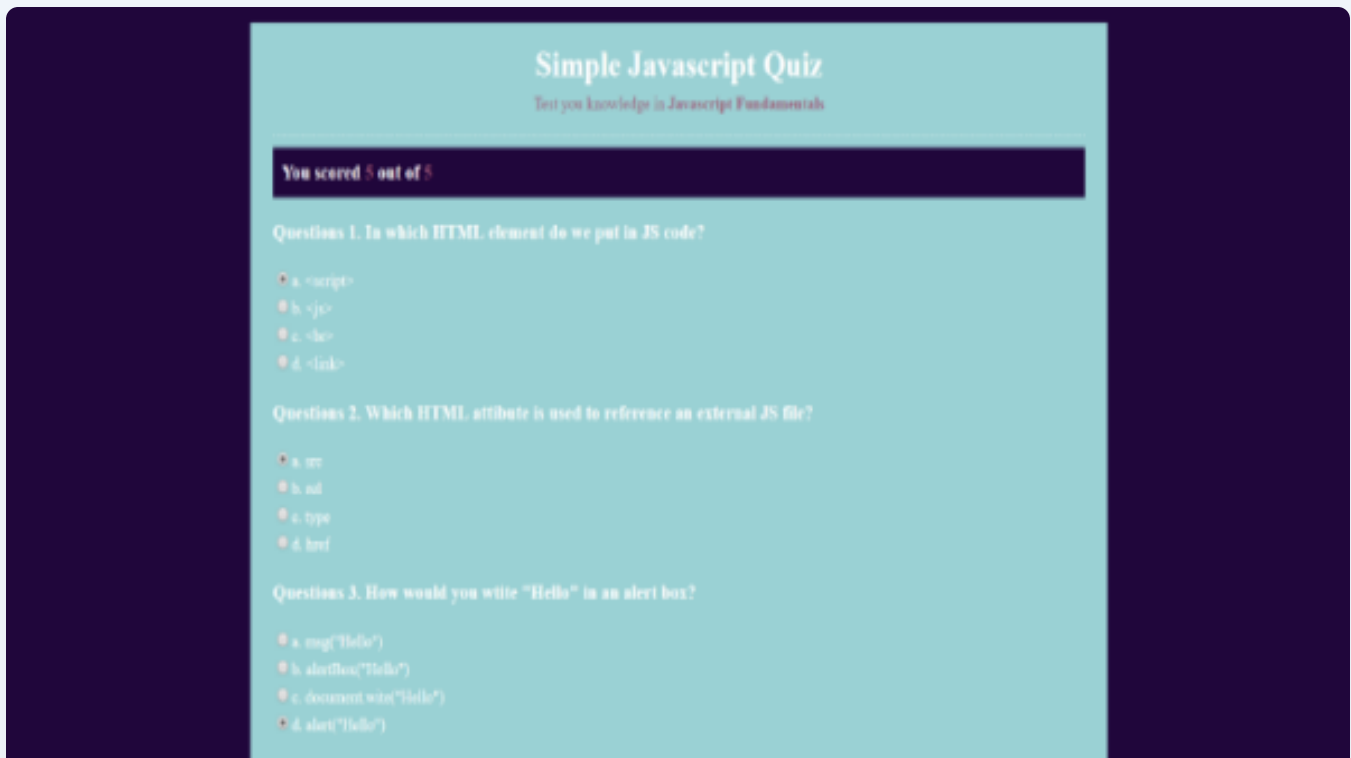 Simple Javascript Quiz
Test you knowledge in Javascript Fundamentals
You scored 5 out of 5
Questions 1. In which HTML element do we put in JS code?
a. <script>
b. <js>
c. <br>
d. <link>
Questions 2. Which HTML attibute is used to reference an external JS file?
a. src
b. rel
c. type
d. href
Questions 3. How would you wtite "Hello" in an alert box?
a. msg("Hello")
b. alertBox("Hello")
c. document.wite("Hello")
d. alert("Hello")